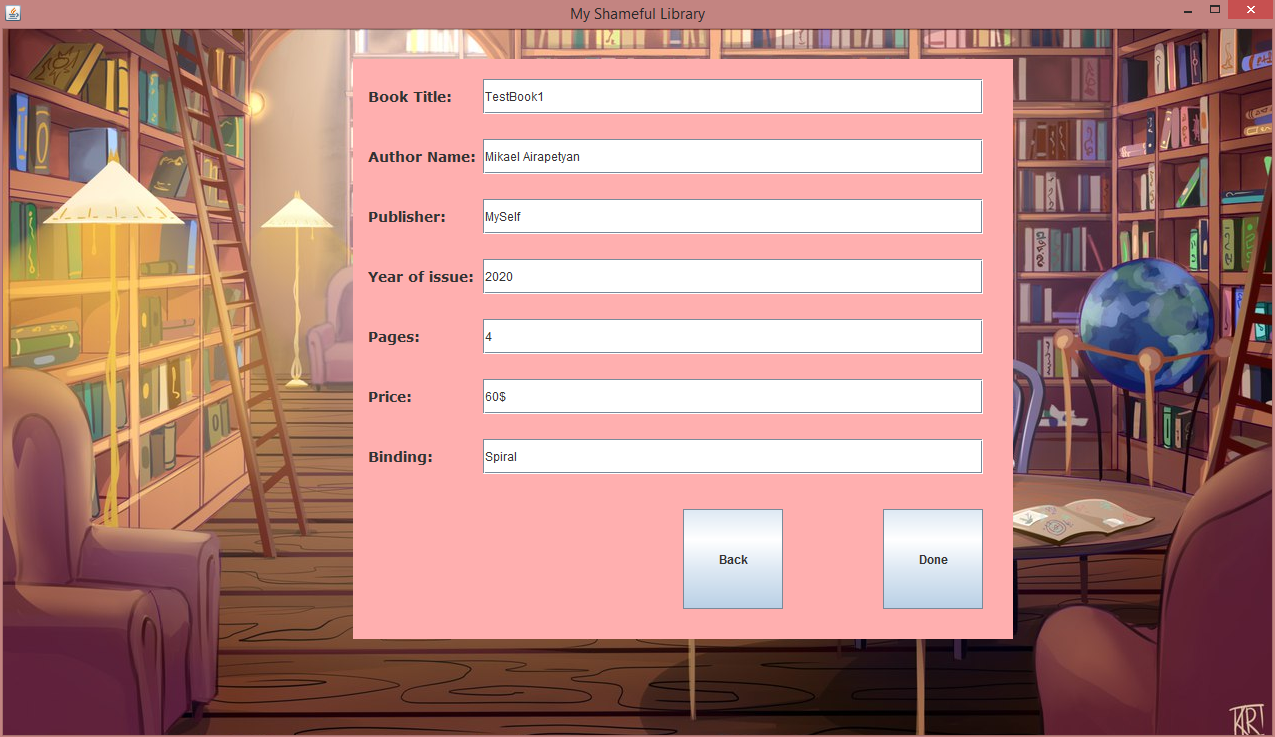 My Shameful Library
Book Title: TestBook1
Author Name: Mikael Airapetyan
Publisher: MySelf
Year of issue: 2020
Pages: 4
Price: 60$
Binding: Spiral
Back Done